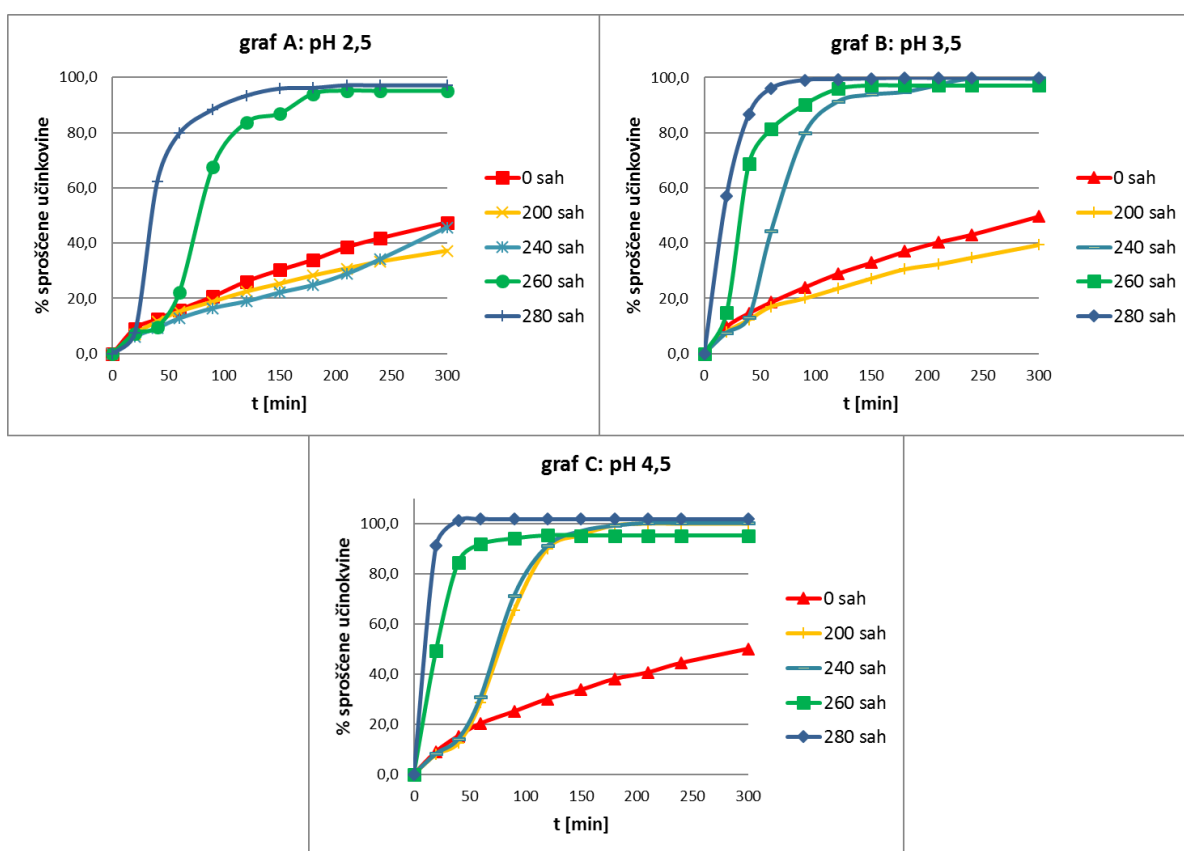 graf A: pH 2,5
% sproščene učinkovine
100,0
80,0
60,0
40,0
20,0
0,0
0 50 100 150 200 250 300
t [min]
0 sah
200 sah
240 sah
260 sah
280 sah
graf B: pH 3,5
% sproščene učinkovine
100,0
80,0
60,0
40,0
20,0
0,0
0 50 100 150 200 250 300
t [min]
0 sah
200 sah
240 sah
260 sah
280 sah
graf C: pH 4,5
% sproščene učinokvine
100,0
80,0
60,0
40,0
20,0
0,0
0 50 100 150 200 250 300
t [min]
0 sah
200 sah
240 sah
260 sah
280 sah